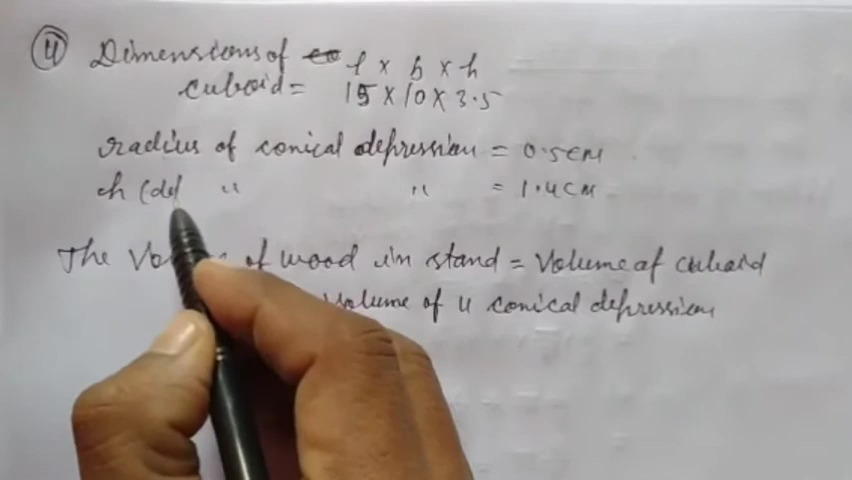 4 Dimensions of l × b × h
cuboid = 15 × 10 × 3.5
radius of conical depression = 0.5cm
h (de " " = 1.4cm
The of wood in stand = Volume of cuboid
volume of 4 conical depression